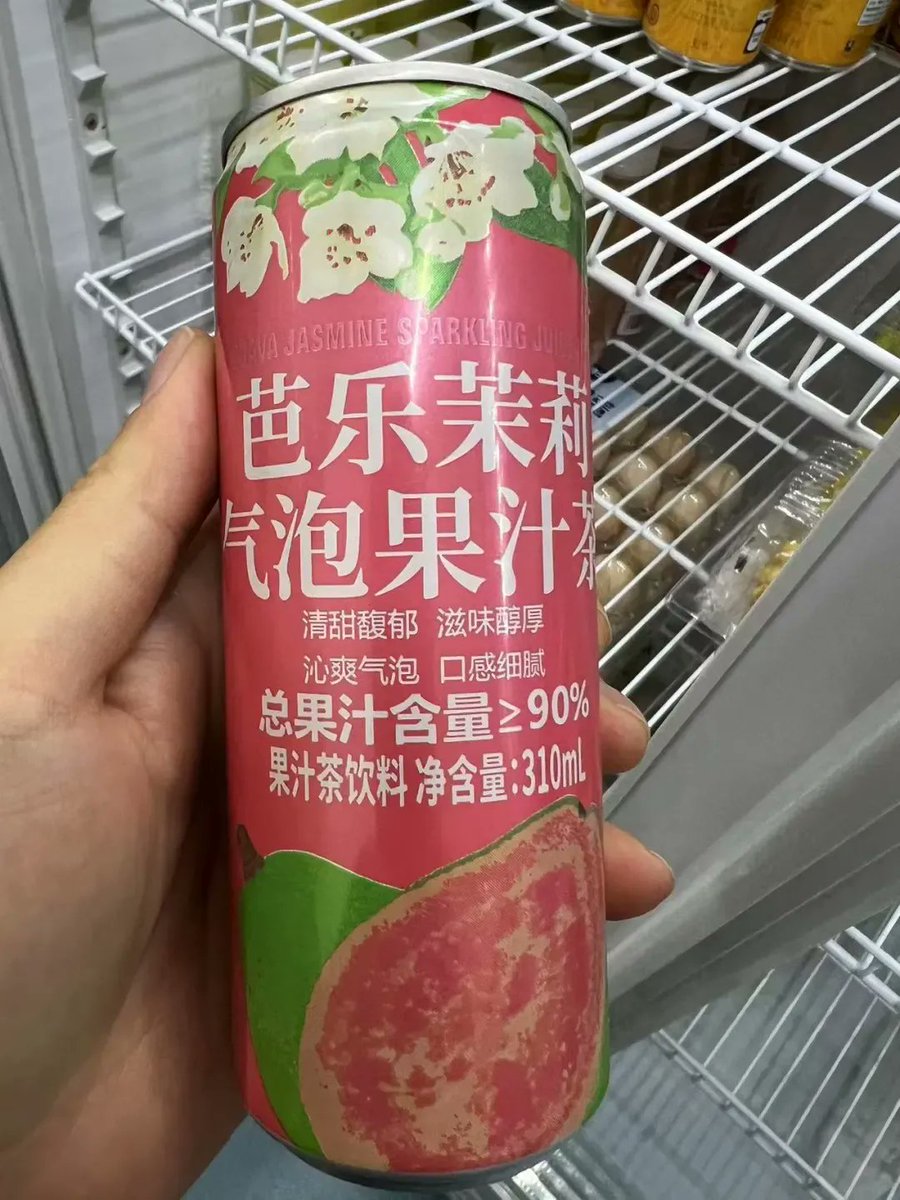 GUAVA JASMINE SPARKLING JUICE
芭乐茉莉
气泡果汁茶
清甜馥郁 滋味醇厚
沁爽气泡 口感细腻
总果汁含量≥90%
果汁茶饮料 净含量:310mL